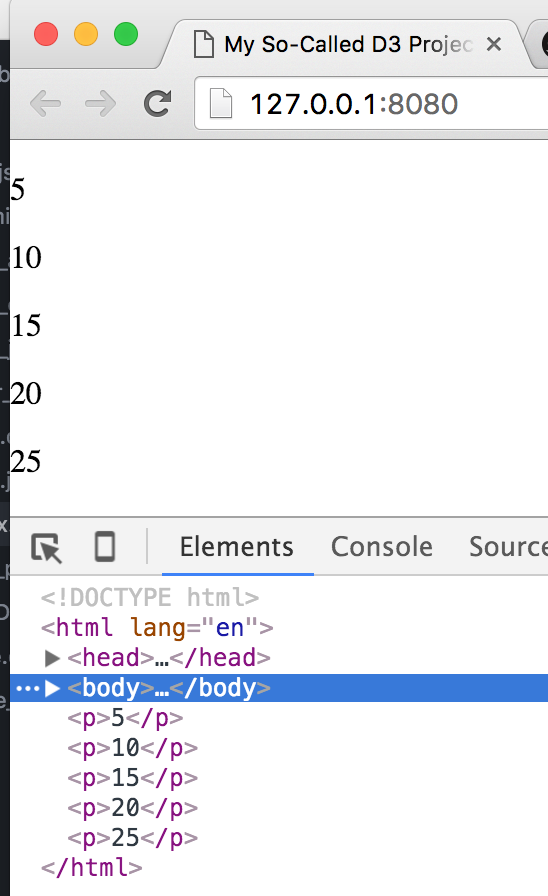 My So-Called D3 Projec
127.0.0.1:8080
5
10
15
20
25
Elements Console Source
<!DOCTYPE html>
<html lang="en">
<head>…</head>
<body>…</body>
<p>5</p>
<p>10</p>
<p>15</p>
<p>20</p>
<p>25</p>
</html>